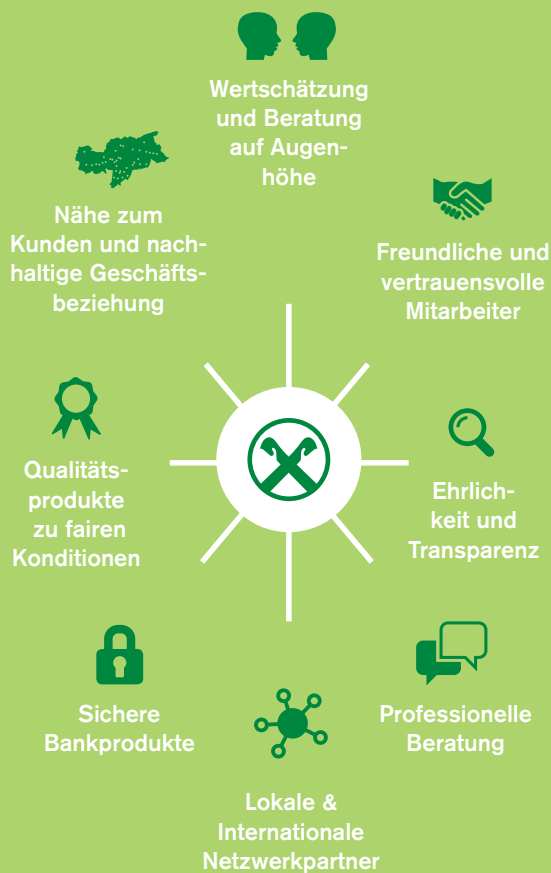 Wertschätzung
und Beratung
auf Augen-
höhe
Freundliche und
vertrauensvolle
Mitarbeiter
Ehrlich-
keit und
Transparenz
Professionelle
Beratung
Lokale &
Internationale
Netzwerkpartner
Sichere
Bankprodukte
Qualitäts-
produkte
zu fairen
Konditionen
Nähe zum
Kunden und nach-
haltige Geschäfts-
beziehung